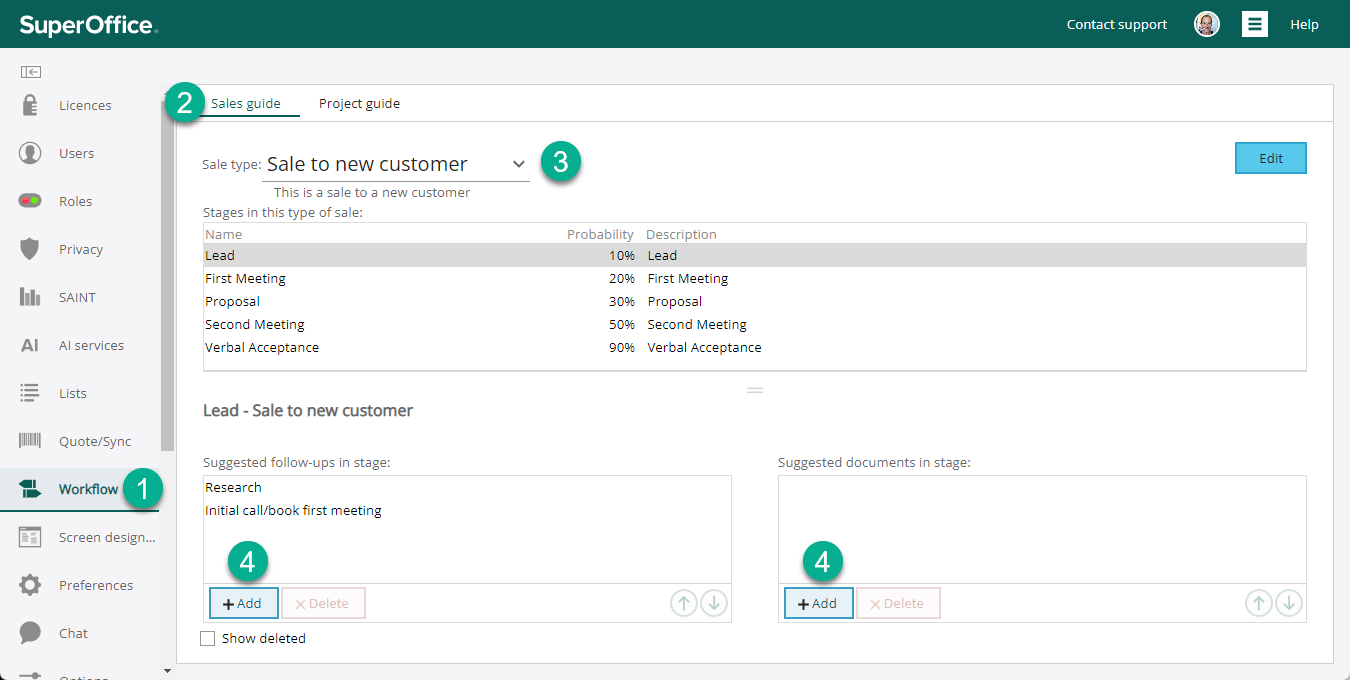 SuperOffice®
Contact support
Help
Licences
Users
Roles
Privacy
SAINT
AI AI services
Lists
Quote/Sync
Workflow 1
Screen design...
Preferences
Chat
Options
2 Sales guide Project guide
Sale type: Sale to new customer 3
Edit
This is a sale to a new customer
Stages in this type of sale:
Name Probability Description
Lead 10% Lead
First Meeting 20% First Meeting
Proposal 30% Proposal
Second Meeting 50% Second Meeting
Verbal Acceptance 90% Verbal Acceptance
Lead - Sale to new customer
Suggested follow-ups in stage:
Research
Initial call/book first meeting
4
+ Add × Delete
Show deleted
Suggested documents in stage:
4
+ Add × Delete